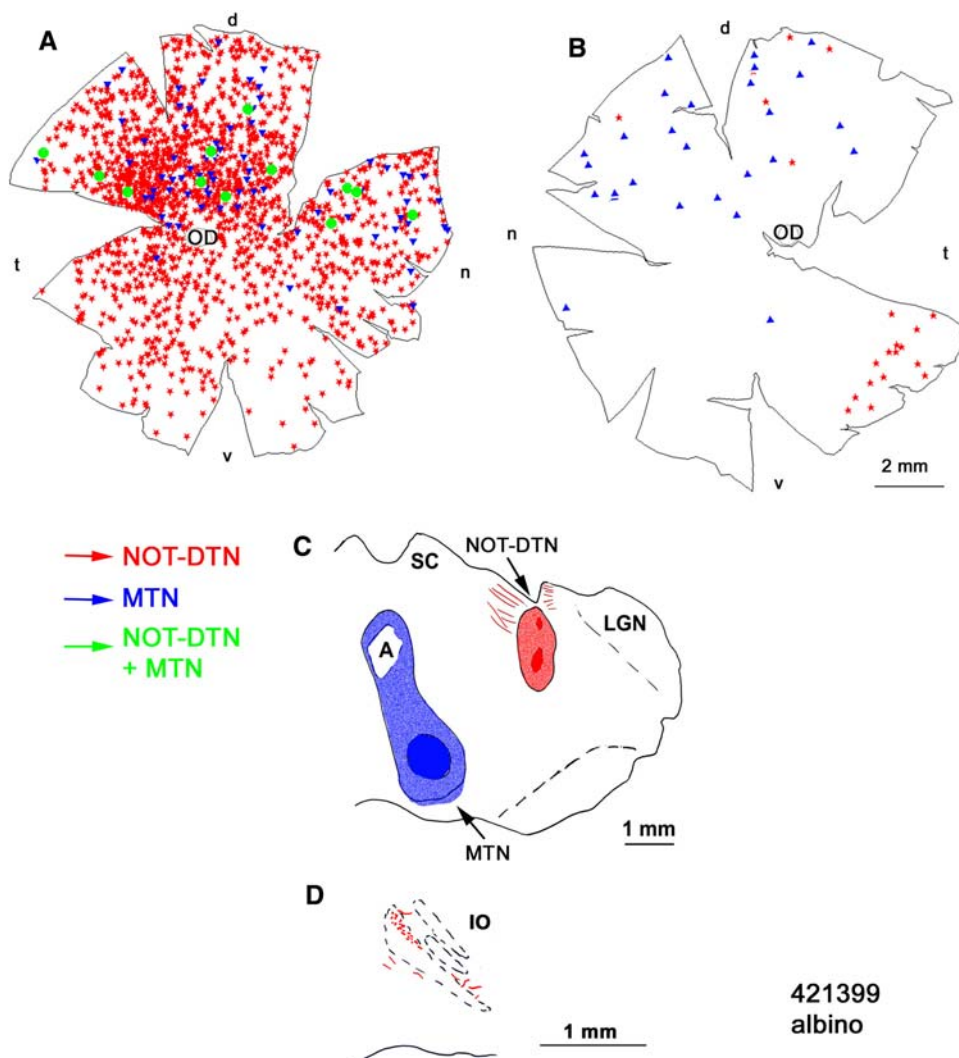 A
d
OD
t
n
v
B
d
n
OD
t
v
2 mm
NOT-DTN
MTN
NOT-DTN
+ MTN
C
SC
NOT-DTN
LGN
A
MTN
1 mm
D
IO
1 mm
421399
albino